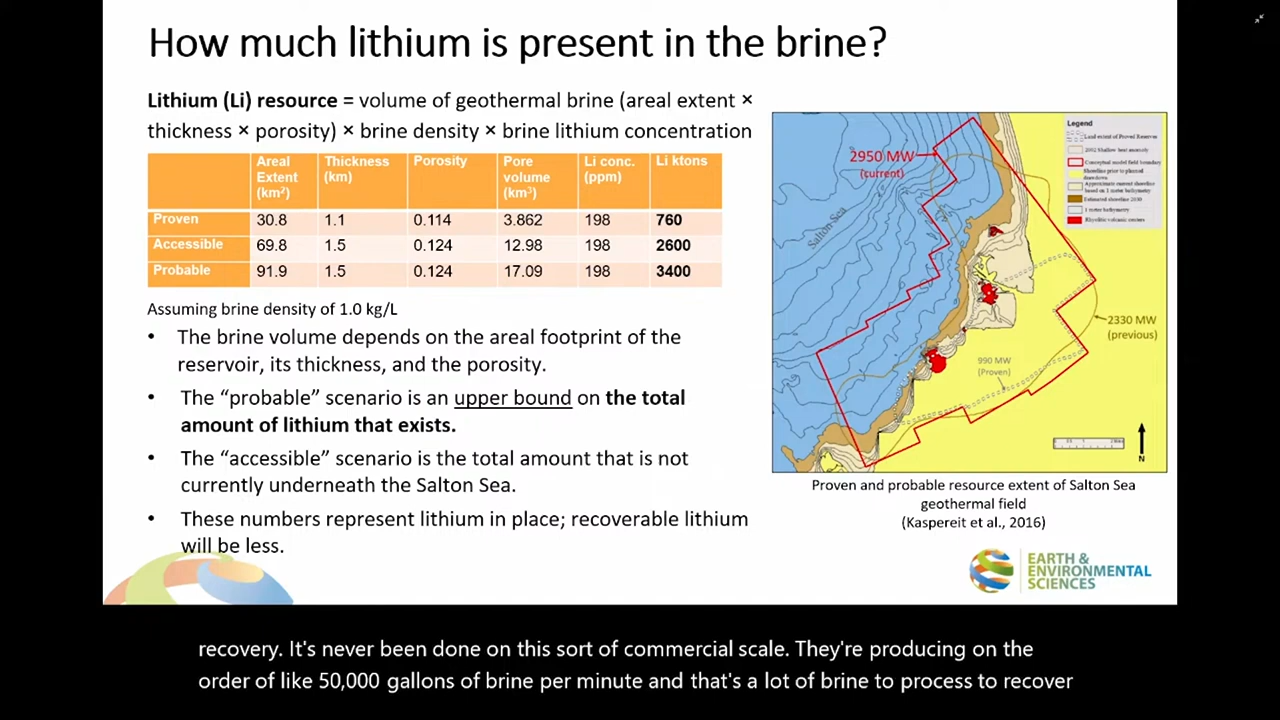 How much lithium is present in the brine?
Lithium (Li) resource = volume of geothermal brine (areal extent ×
thickness × porosity) × brine density × brine lithium concentration
Areal Extent (km²) Thickness (km) Porosity Pore volume (km³) Li conc. (ppm) Li ktons
Proven 30.8 1.1 0.114 3.862 198 760
Accessible 69.8 1.5 0.124 12.98 198 2600
Probable 91.9 1.5 0.124 17.09 198 3400
Assuming brine density of 1.0 kg/L
• The brine volume depends on the areal footprint of the
reservoir, its thickness, and the porosity.
• The “probable” scenario is an upper bound on the total
amount of lithium that exists.
• The “accessible” scenario is the total amount that is not
currently underneath the Salton Sea.
• These numbers represent lithium in place; recoverable lithium
will be less.
2950 MW
(current)
Salton Sea
Legend
2330 MW
(previous)
990 MW
(Proven)
N
Proven and probable resource extent of Salton Sea
geothermal field
(Kaspereit et al., 2016)
EARTH &
ENVIRONMENTAL
SCIENCES
recovery. It's never been done on this sort of commercial scale. They're producing on the
order of like 50,000 gallons of brine per minute and that's a lot of brine to process to recover